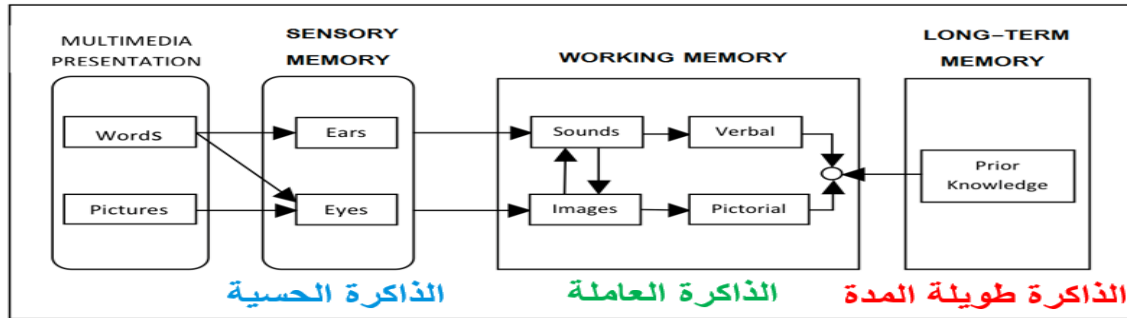 MULTIMEDIA
PRESENTATION
SENSORY
MEMORY
WORKING MEMORY
LONG-TERM
MEMORY
Words
Ears
Sounds
Verbal
Prior
Knowledge
Pictures
Eyes
Images
Pictorial
الذاكرة الحسية
الذاكرة العاملة
الذاكرة طويلة المدة